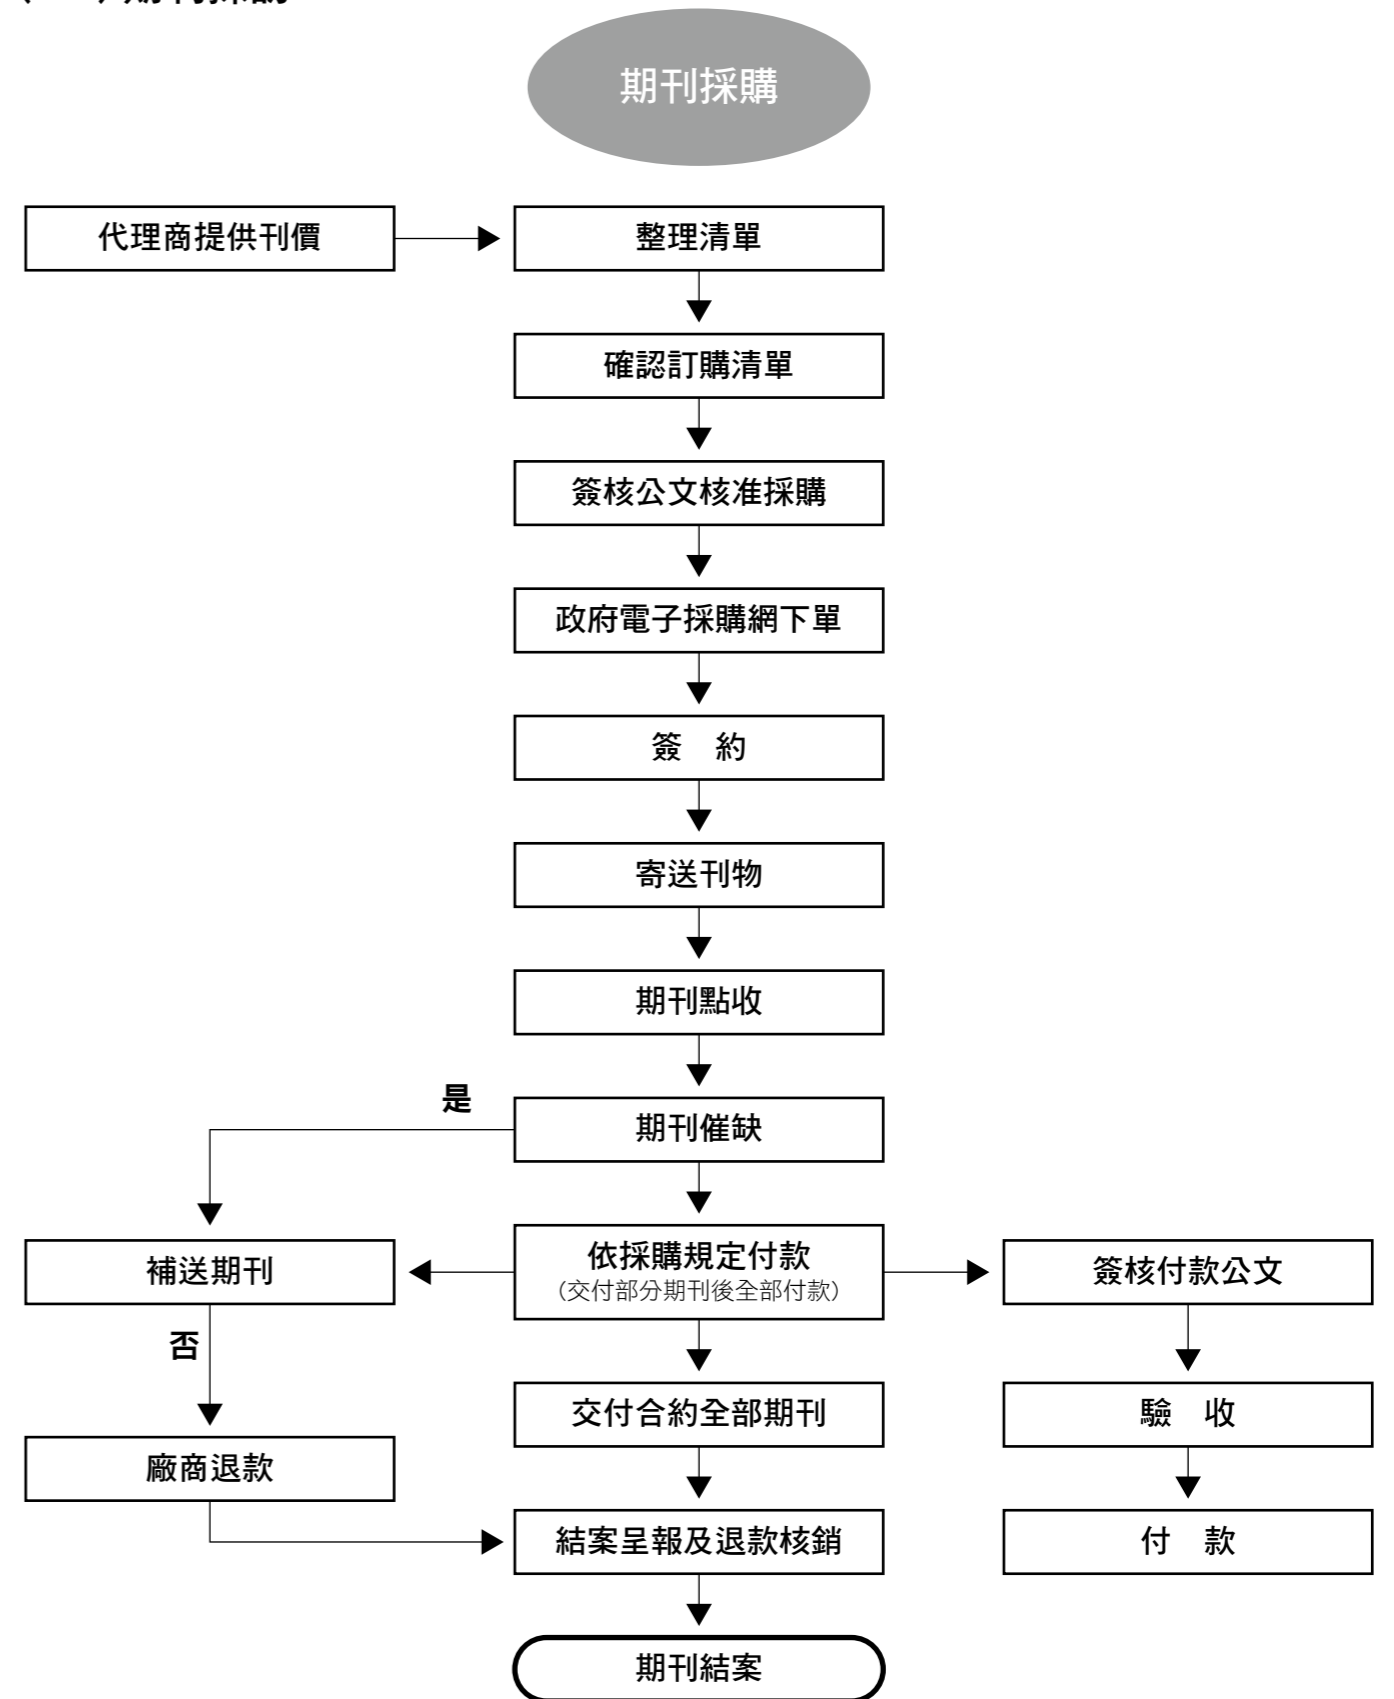 期刊採購
代理商提供刊價
整理清單
確認訂購清單
簽核公文核准採購
政府電子採購網下單
簽　約
寄送刊物
期刊點收
是
期刊催缺
補送期刊
依採購規定付款
（交付部分期刊後全部付款）
簽核付款公文
否
交付合約全部期刊
驗　收
廠商退款
結案呈報及退款核銷
付　款
期刊結案